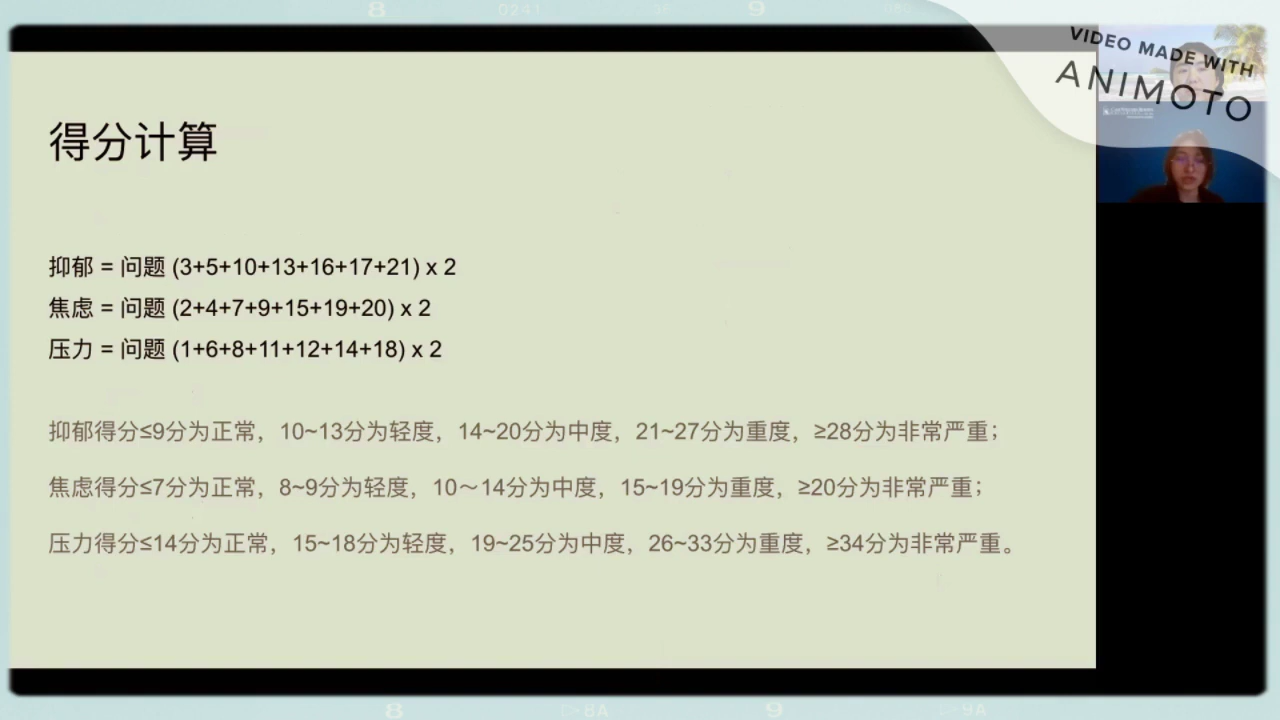 8
9
VIDEO MADE WITH
ANIMOTO
得分计算
抑郁 = 问题 (3+5+10+13+16+17+21) x 2
焦虑 = 问题 (2+4+7+9+15+19+20) x 2
压力 = 问题 (1+6+8+11+12+14+18) x 2
抑郁得分≤9分为正常，10~13分为轻度，14~20分为中度，21~27分为重度，≥28分为非常严重；
焦虑得分≤7分为正常，8~9分为轻度，10～14分为中度，15~19分为重度，≥20分为非常严重；
压力得分≤14分为正常，15~18分为轻度，19~25分为中度，26~33分为重度，≥34分为非常严重。
8
▷8A
9
▷9A